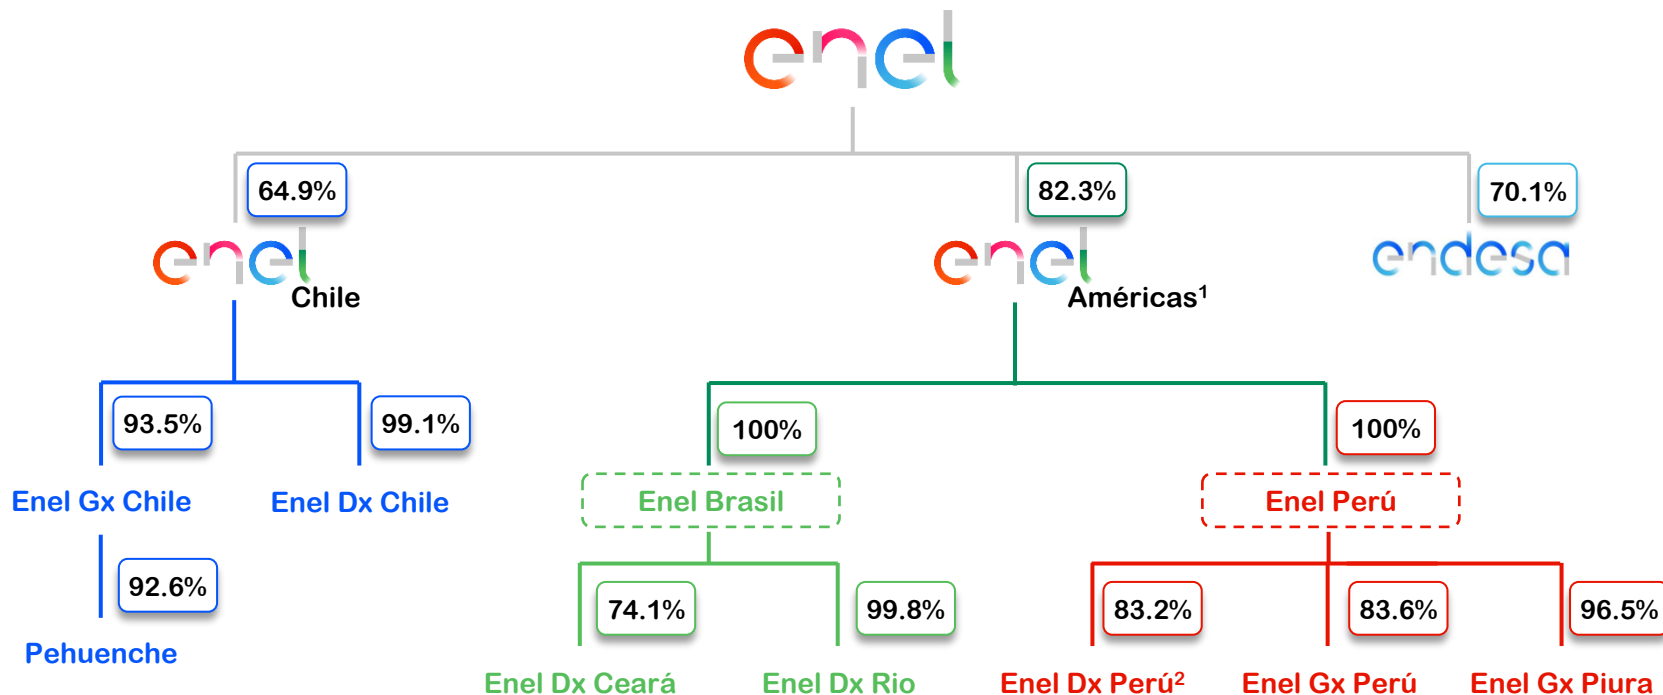 enel
64.9%
82.3%
70.1%
enel
Chile
enel
Américas¹
endesa
93.5%
99.1%
100%
100%
Enel Gx Chile
Enel Dx Chile
Enel Brasil
Enel Perú
92.6%
74.1%
99.8%
83.2%
83.6%
96.5%
Pehuenche
Enel Dx Ceará
Enel Dx Rio
Enel Dx Perú²
Enel Gx Perú
Enel Gx Piura